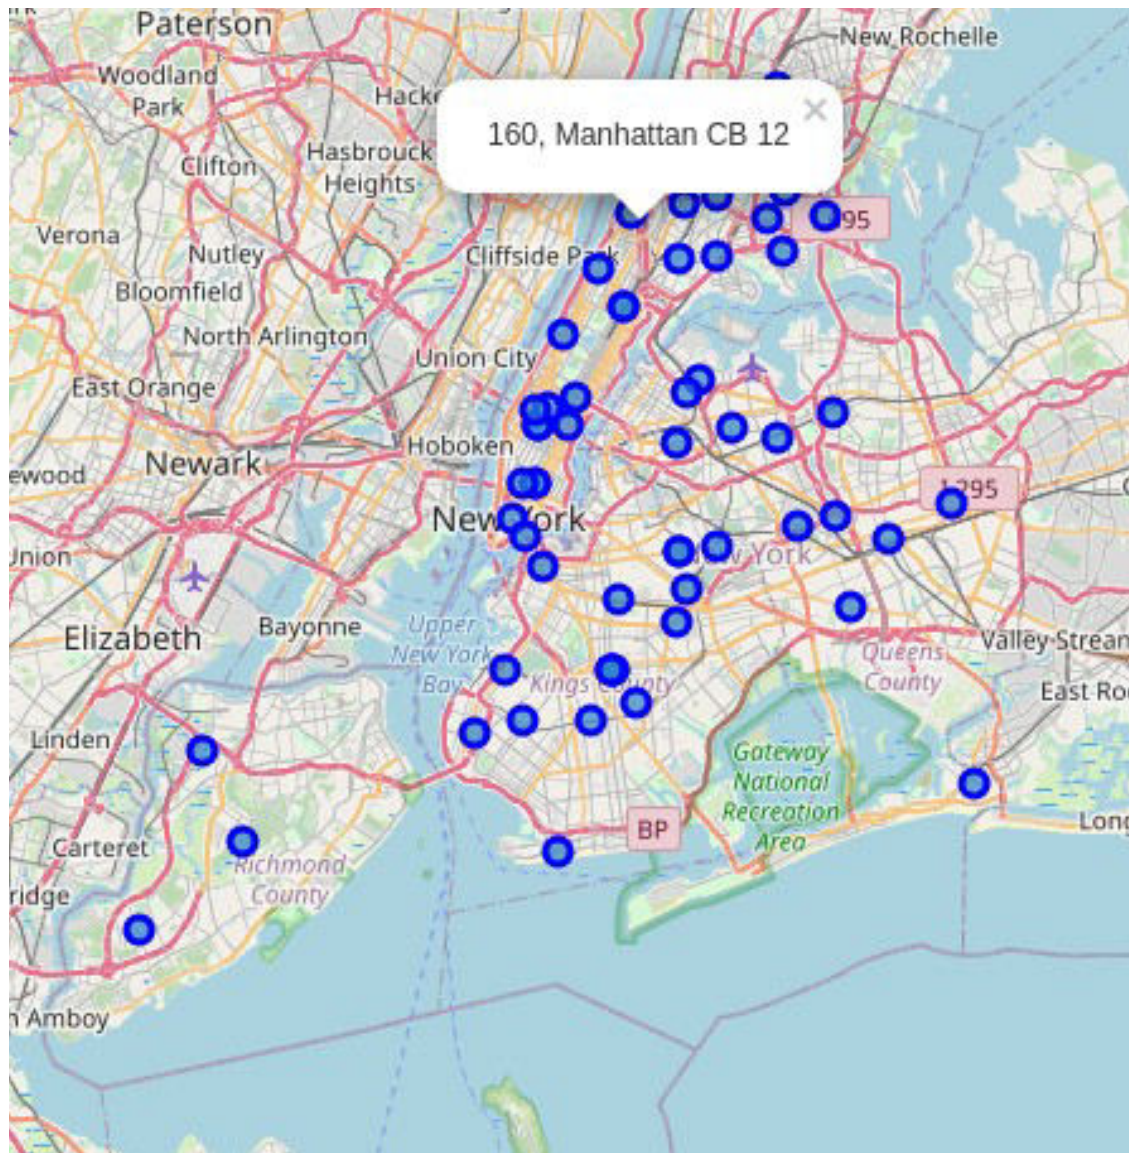 Paterson
New Rochelle
Woodland
Park
Hacke
160, Manhattan CB 12
×
Hasbrouck
Heights
Clifton
95
Verona
Nutley
Cliffside Park
Bloomfield
North Arlington
Union City
East Orange
Hoboken
Newark
ewood
I 295
New York
Union
New York
Bayonne
Upper
New York
Bay
Elizabeth
Valley Stream
Queens
County
Kings County
East Ro
Linden
Gateway
National
Recreation
Area
BP
Long
Carteret
Richmond
County
ridge
h Amboy